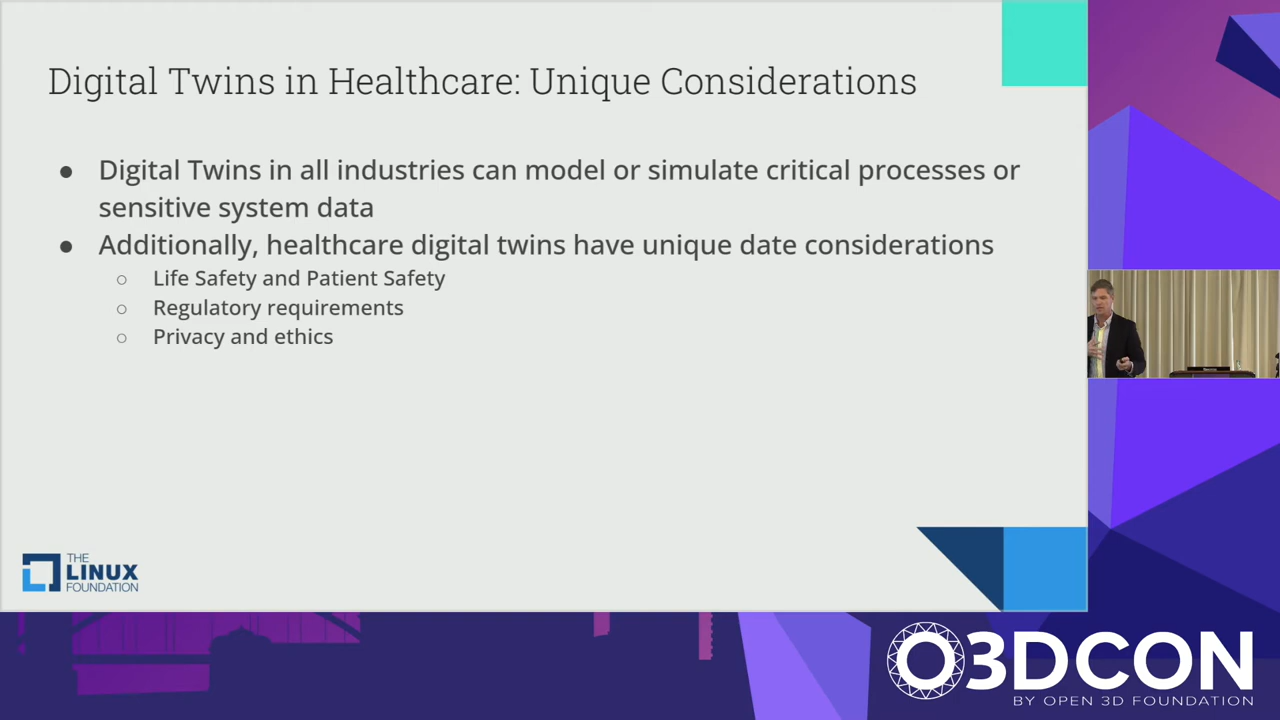 Digital Twins in Healthcare: Unique Considerations
● Digital Twins in all industries can model or simulate critical processes or
sensitive system data
● Additionally, healthcare digital twins have unique date considerations
○ Life Safety and Patient Safety
○ Regulatory requirements
○ Privacy and ethics
THE
LINUX
FOUNDATION
O3DCON
BY OPEN 3D FOUNDATION